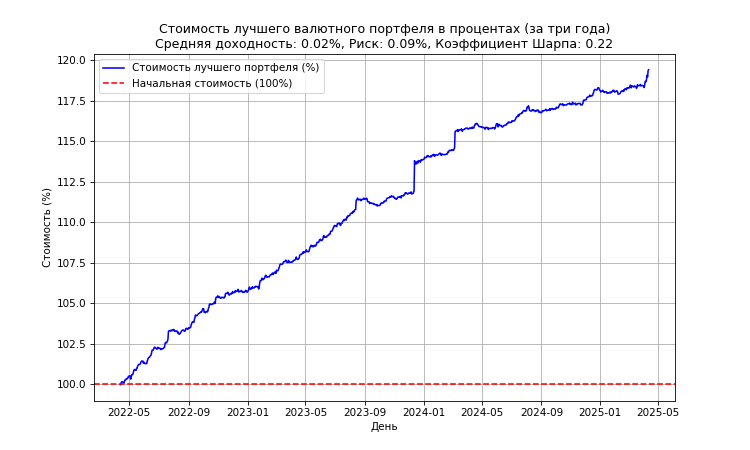 Стоимость лучшего валютного портфеля в процентах (за три года)
Средняя доходность: 0.02%, Риск: 0.09%, Коэффициент Шарпа: 0.22
Стоимость лучшего портфеля (%)
Начальная стоимость (100%)
120.0
117.5
115.0
112.5
110.0
107.5
105.0
102.5
100.0
Стоимость (%)
2022-05 2022-09 2023-01 2023-05 2023-09 2024-01 2024-05 2024-09 2025-01 2025-05
День